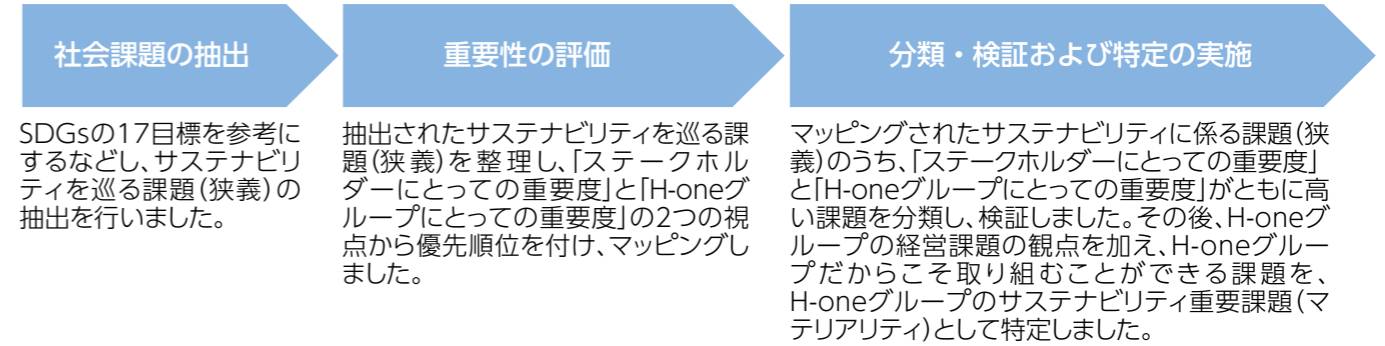 社会課題の抽出
SDGsの17目標を参考に
するなどし、サステナビリ
ティを巡る課題(狭義)の
抽出を行いました。
重要性の評価
抽出されたサステナビリティを巡る課
題(狭義)を整理し、「ステークホル
ダーにとっての重要度」と「H-oneグ
ループにとっての重要度」の2つの視
点から優先順位を付け、マッピングし
ました。
分類・検証および特定の実施
マッピングされたサステナビリティに係る課題(狭
義)のうち、「ステークホルダーにとっての重要度」
と「H-oneグループにとっての重要度」がともに高
い課題を分類し、検証しました。その後、H-oneグ
ループの経営課題の観点を加え、H-oneグルー
プだからこそ取り組むことができる課題を、
H-oneグループのサステナビリティ重要課題(マ
テリアリティ)として特定しました。